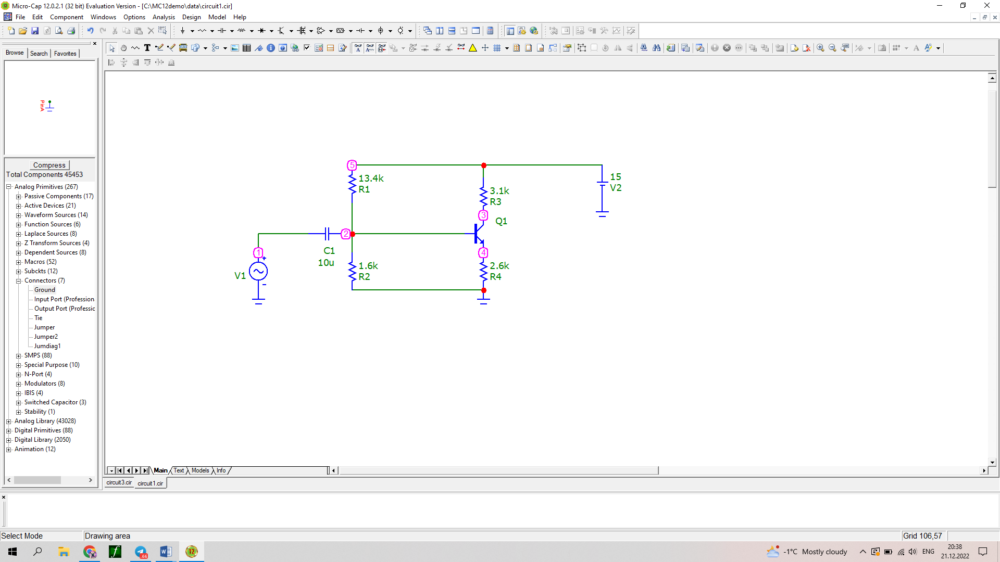 Micro-Cap 12.0.2.1 (32 bit) Evaluation Version - [C:\MC12demo\data\circuit1.cir]
File Edit Component Windows Options Analysis Design Model Help
Browse Search Favorites
PinA
Compress
Total Components 45453
Analog Primitives (267)
Passive Components (17)
Active Devices (21)
Waveform Sources (14)
Function Sources (6)
Laplace Sources (8)
Z Transform Sources (4)
Dependent Sources (8)
Macros (52)
Subckts (12)
Connectors (7)
Ground
Input Port (Profession
Output Port (Professic
Tie
Jumper
Jumper2
Jumdiag1
SMPS (88)
Special Purpose (10)
N-Port (4)
Modulators (8)
IBIS (4)
Switched Capacitor (3)
Stability (1)
Analog Library (43028)
Digital Primitives (88)
Digital Library (2050)
Animation (12)
5
13.4k
R1
15
V2
3.1k
R3
3
Q1
2
C1
10u
1
V1
4
1.6k
R2
2.6k
R4
Main Text Models Info
circuit3.cir circuit1.cir
Select Mode Drawing area Grid 106,57
66
12
-1°C Mostly cloudy
ENG
20:38
21.12.2022